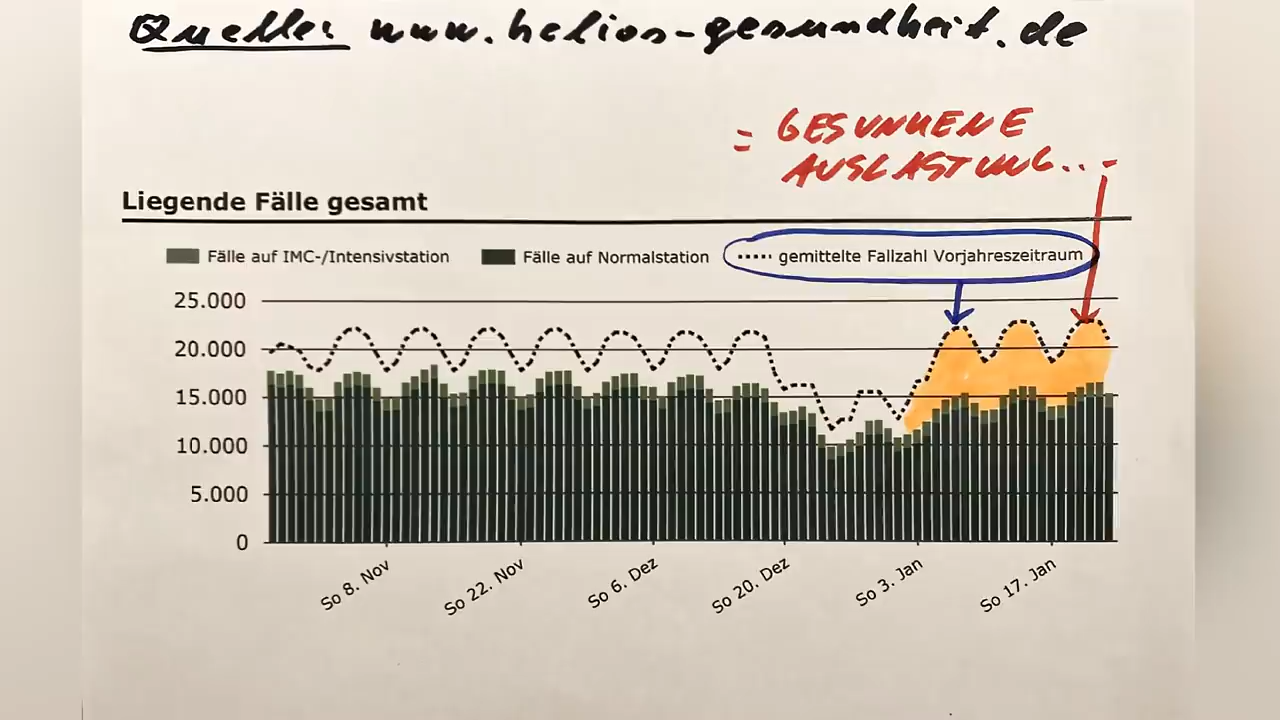 Quelle: www.helios-gesundheit.de
= GESUNKENE
AUSLASTUNG...
Liegende Fälle gesamt
Fälle auf IMC-/Intensivstation Fälle auf Normalstation gemittelte Fallzahl Vorjahreszeitraum
25.000
20.000
15.000
10.000
5.000
0
So 8. Nov So 22. Nov So 6. Dez So 20. Dez So 3. Jan So 17. Jan